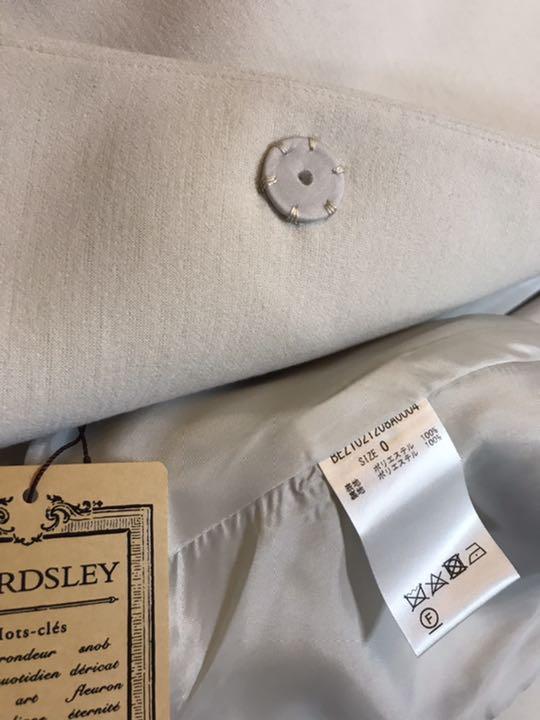 BE2102120BA0004
SIZE 0
表地 ポリエステル 100%
裏地 ポリエステル 100%
F
RDSLEY
Mots-clés
rondeur snob
quotidien déricat
art fleuron
éternité